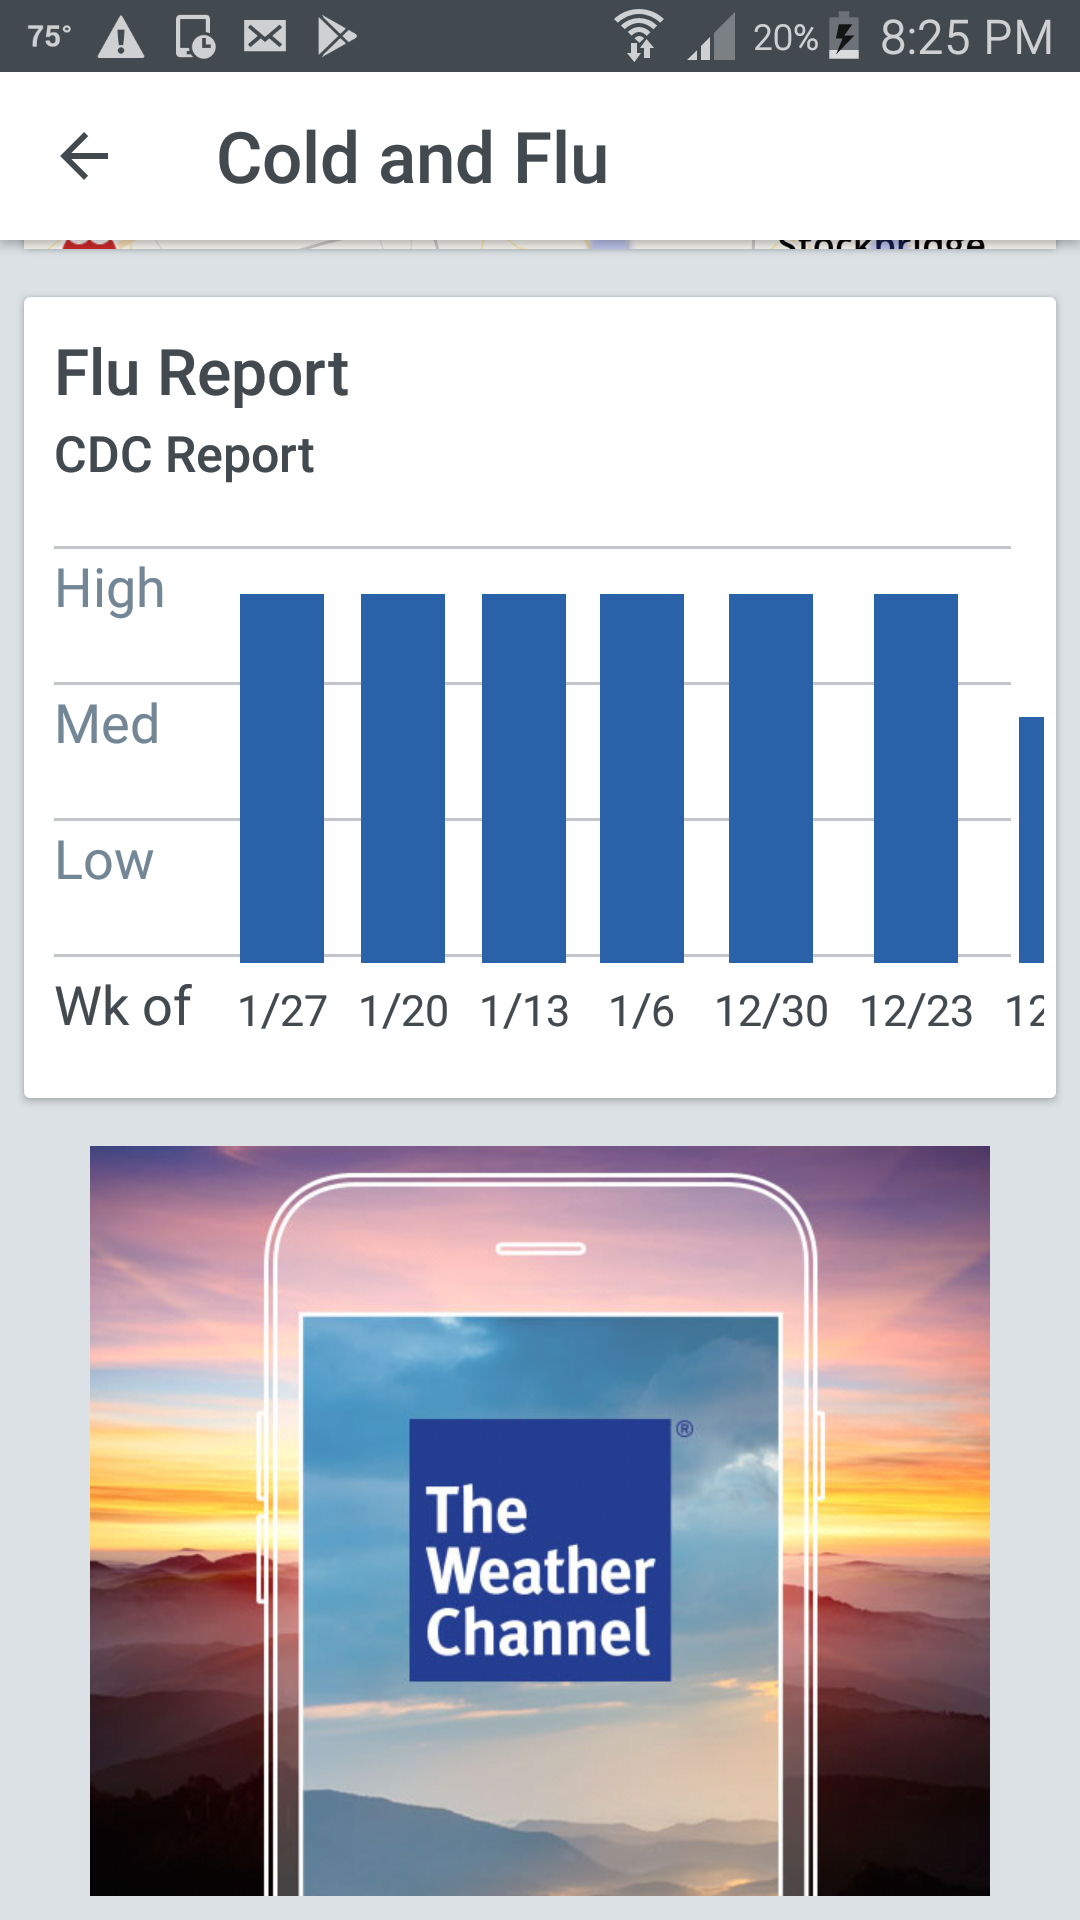 75° 20% 8:25 PM
Cold and Flu
Stockbridge
Flu Report
CDC Report
High
Med
Low
Wk of 1/27 1/20 1/13 1/6 12/30 12/23 12
The
Weather
Channel
®